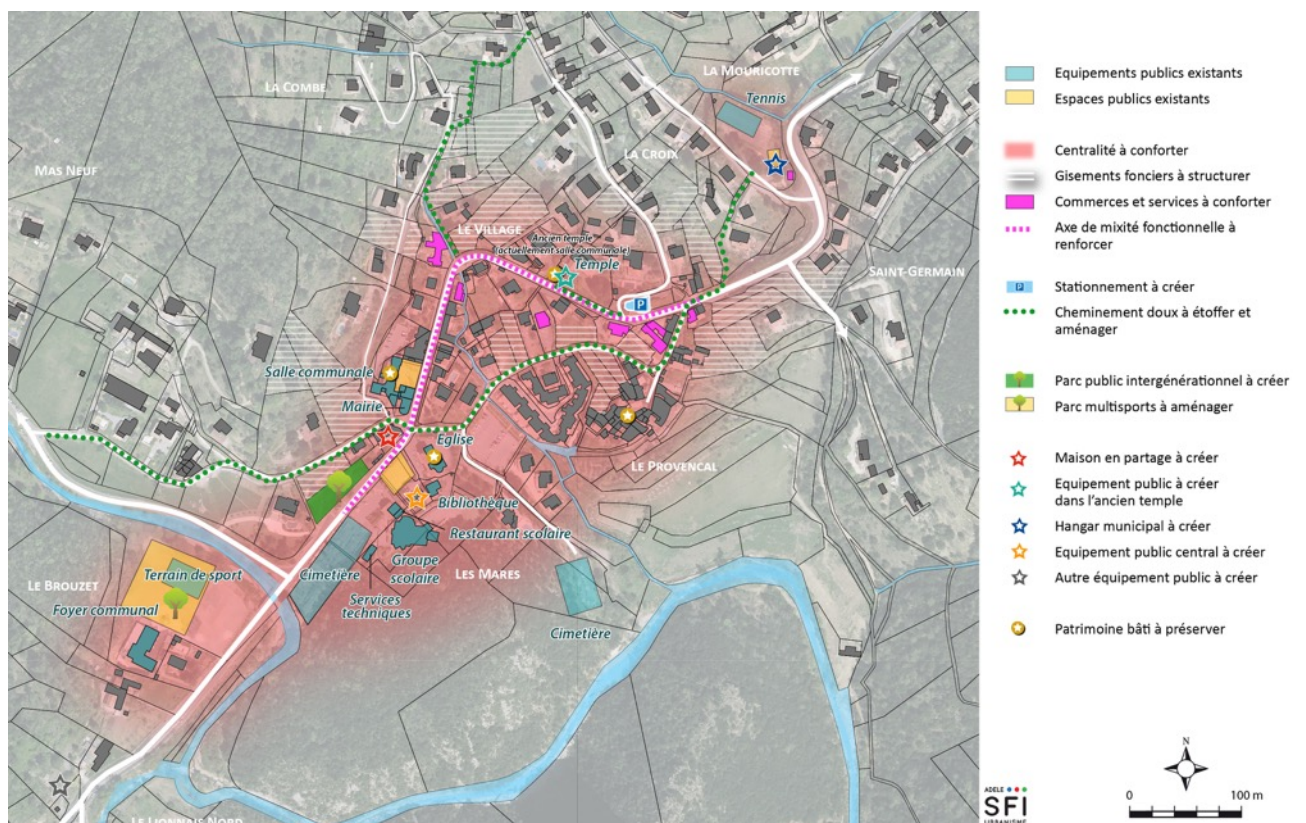 LA MOURICOTTE
Tennis
LA COMBE
LA CROIX
MAS NEUF
LE VILLAGE
Ancien temple
(actuellement salle communale)
Temple
SAINT-GERMAIN
P
Salle communale
Mairie
Eglise
LE PROVENCAL
Bibliothèque
Restaurant scolaire
Groupe
scolaire
LES MARES
Cimetière
Services
techniques
Terrain de sport
LE BROUZET
Foyer communal
Cimetière
LE LIONNAIS NORD
Equipements publics existants
Espaces publics existants
Centralité à conforter
Gisements fonciers à structurer
Commerces et services à conforter
Axe de mixité fonctionnelle à
renforcer
P
Stationnement à créer
Cheminement doux à étoffer et
aménager
Parc public intergénérationnel à créer
Parc multisports à aménager
Maison en partage à créer
Equipement public à créer
dans l'ancien temple
Hangar municipal à créer
Equipement public central à créer
Autre équipement public à créer
Patrimoine bâti à préserver
N
0 100 m
ADELE
SFI
URBANISME